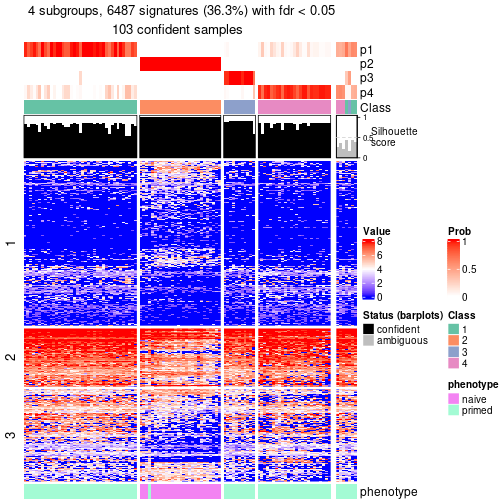 4 subgroups, 6487 signatures (36.3%) with fdr < 0.05
103 confident samples
p1
p2
p3
p4
Class
1
0.5
0
Silhouette
score
1
2
3
phenotype
Value
8
6
4
2
0
Prob
1
0.5
0
Status (barplots)
confident
ambiguous
Class
1
2
3
4
phenotype
naive
primed